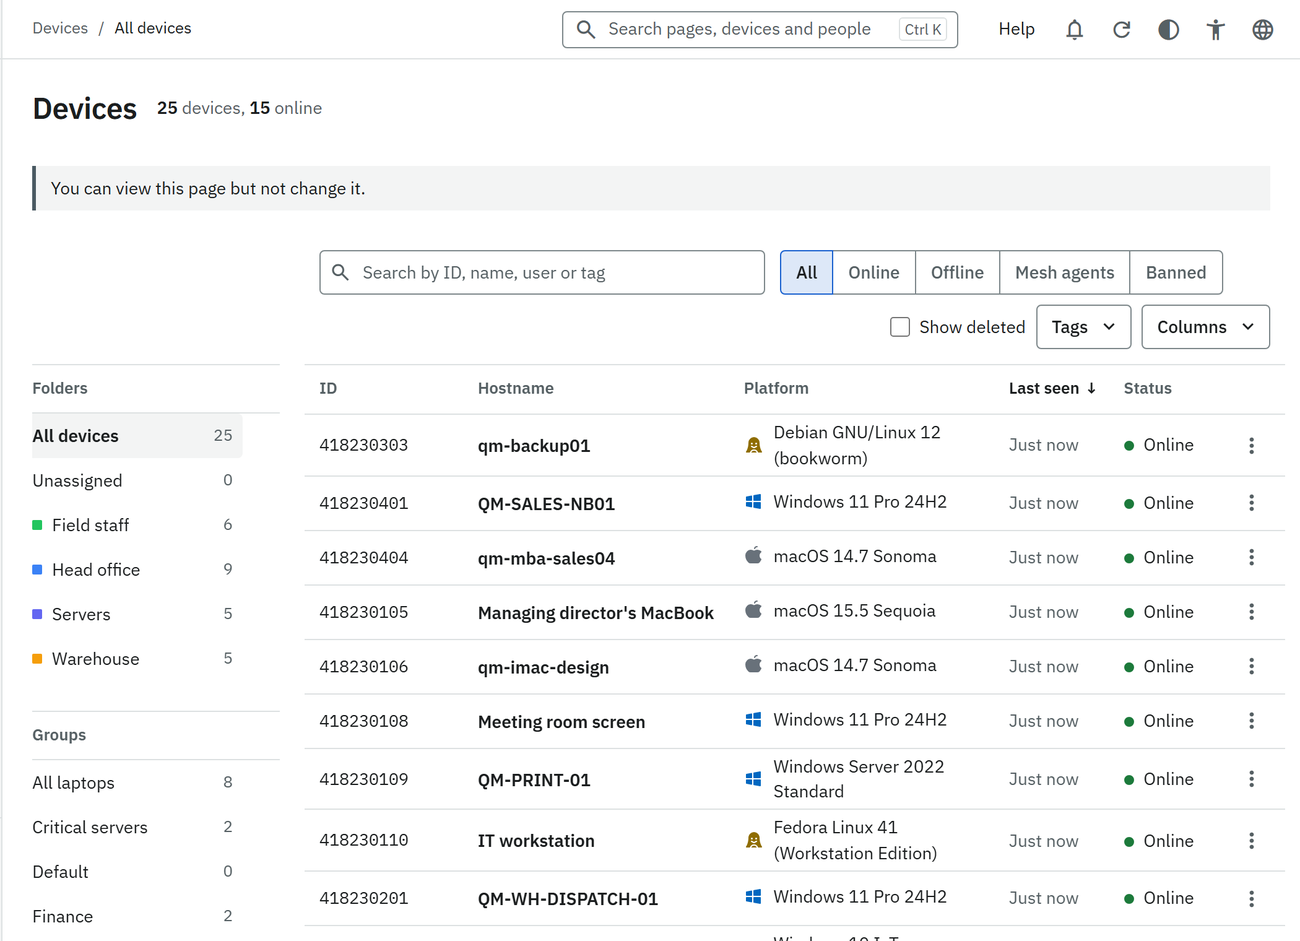 Devices / All devices
Search pages, devices and people Ctrl K
Help
Devices 25 devices, 15 online
You can view this page but not change it.
Search by ID, name, user or tag
All Online Offline Mesh agents Banned
Show deleted Tags Columns
Folders
All devices 25
Unassigned 0
Field staff 6
Head office 9
Servers 5
Warehouse 5
Groups
All laptops 8
Critical servers 2
Default 0
Finance 2
ID Hostname Platform Last seen ↓ Status
418230303 qm-backup01 Debian GNU/Linux 12 (bookworm) Just now Online
418230401 QM-SALES-NB01 Windows 11 Pro 24H2 Just now Online
418230404 qm-mba-sales04 macOS 14.7 Sonoma Just now Online
418230105 Managing director's MacBook macOS 15.5 Sequoia Just now Online
418230106 qm-imac-design macOS 14.7 Sonoma Just now Online
418230108 Meeting room screen Windows 11 Pro 24H2 Just now Online
418230109 QM-PRINT-01 Windows Server 2022 Standard Just now Online
418230110 IT workstation Fedora Linux 41 (Workstation Edition) Just now Online
418230201 QM-WH-DISPATCH-01 Windows 11 Pro 24H2 Just now Online